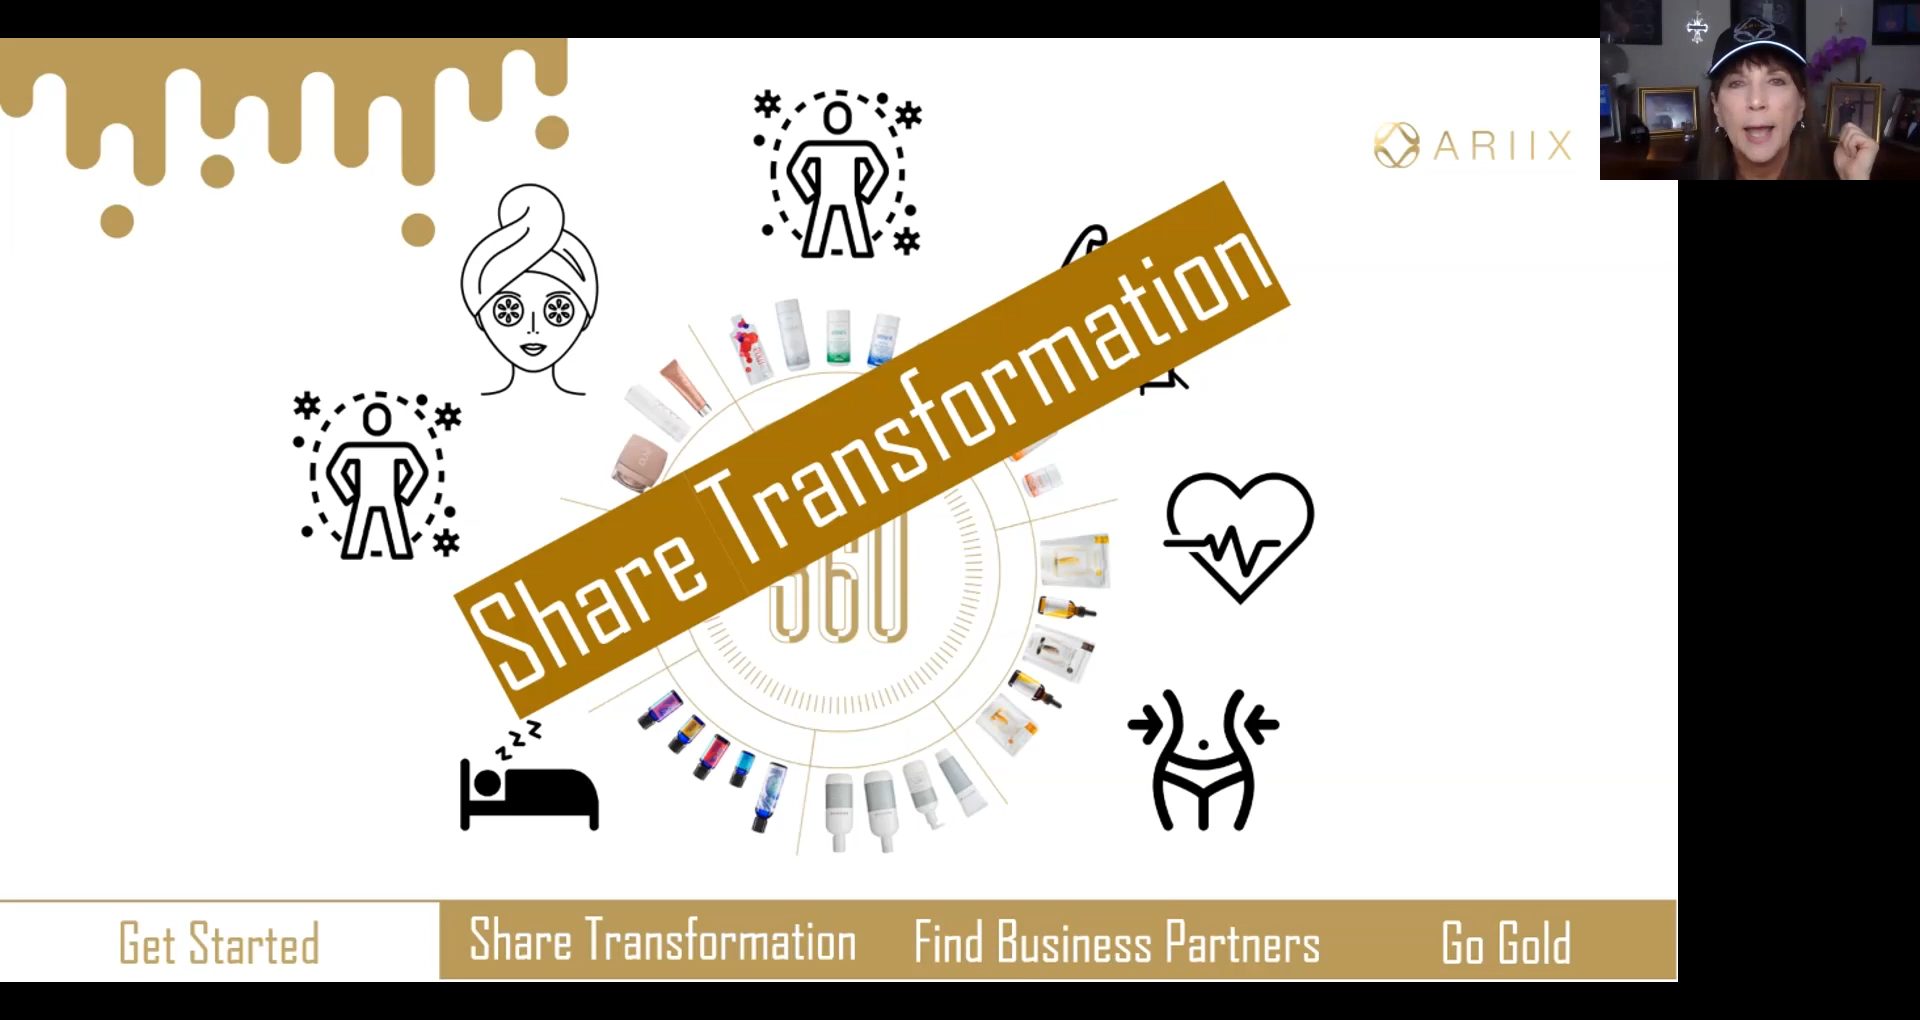 ARIIX
Share Transformation
360
z z z
Get Started
Share Transformation
Find Business Partners
Go Gold